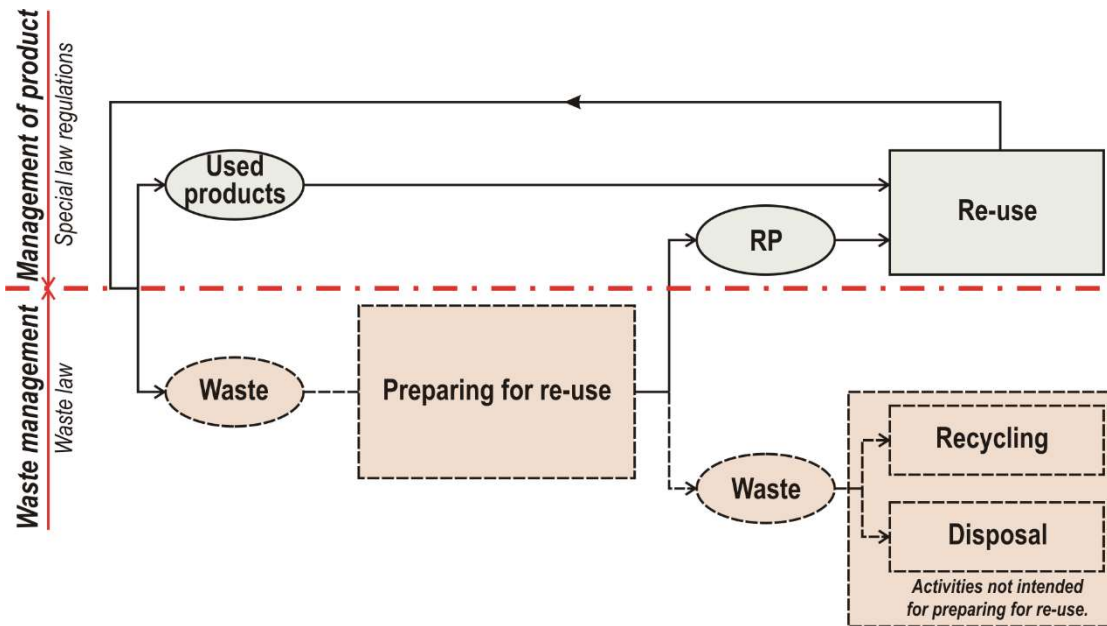 Management of product
Special law regulations
Used
products
RP
Re-use
Waste management
Waste law
Waste
Preparing for re-use
Waste
Recycling
Disposal
Activities not intended
for preparing for re-use.